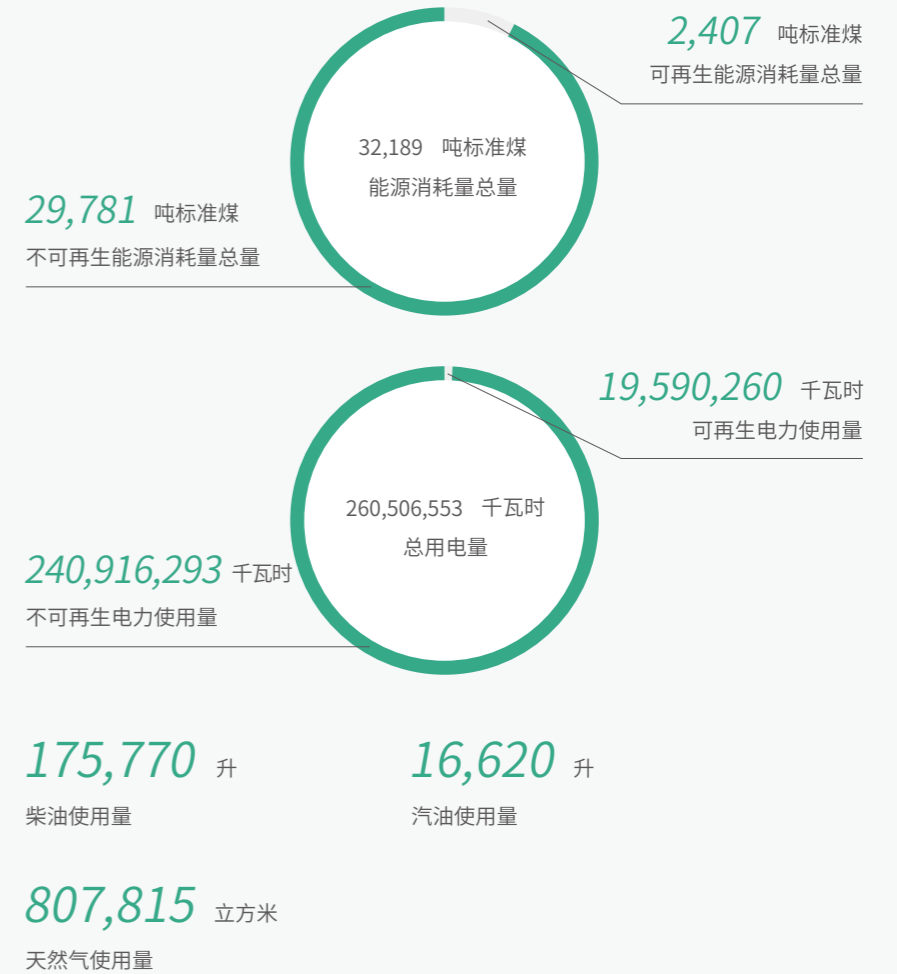 2,407 吨标准煤
可再生能源消耗量总量
32,189 吨标准煤
能源消耗量总量
29,781 吨标准煤
不可再生能源消耗量总量
19,590,260 千瓦时
可再生电力使用量
260,506,553 千瓦时
总用电量
240,916,293 千瓦时
不可再生电力使用量
175,770 升
柴油使用量
16,620 升
汽油使用量
807,815 立方米
天然气使用量